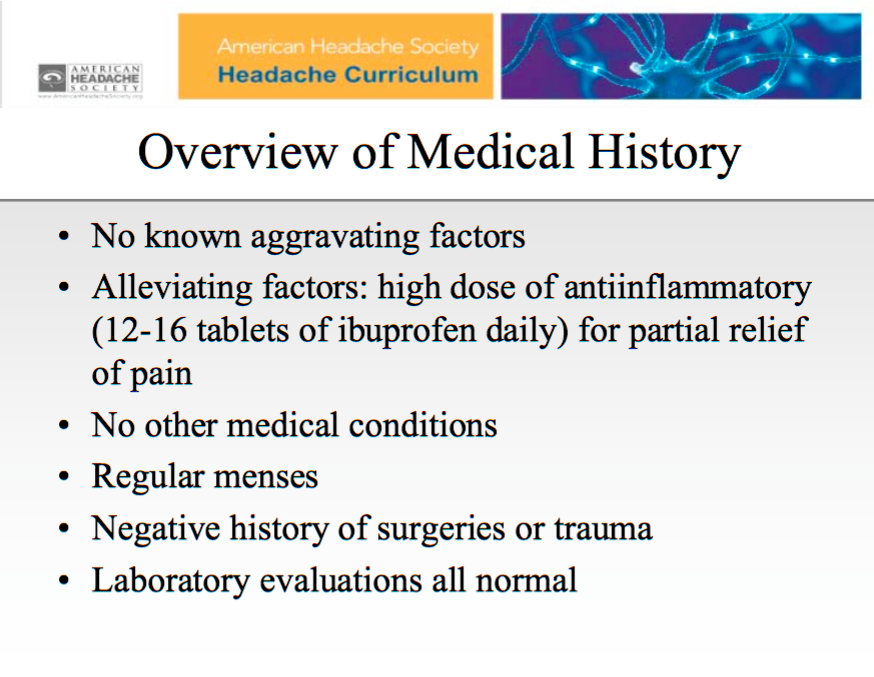 AMERICAN
HEADACHE
SOCIETY
www.AmericanHeadacheSociety.org
American Headache Society
Headache Curriculum
Overview of Medical History
• No known aggravating factors
• Alleviating factors: high dose of antiinflammatory
(12-16 tablets of ibuprofen daily) for partial relief
of pain
• No other medical conditions
• Regular menses
• Negative history of surgeries or trauma
• Laboratory evaluations all normal